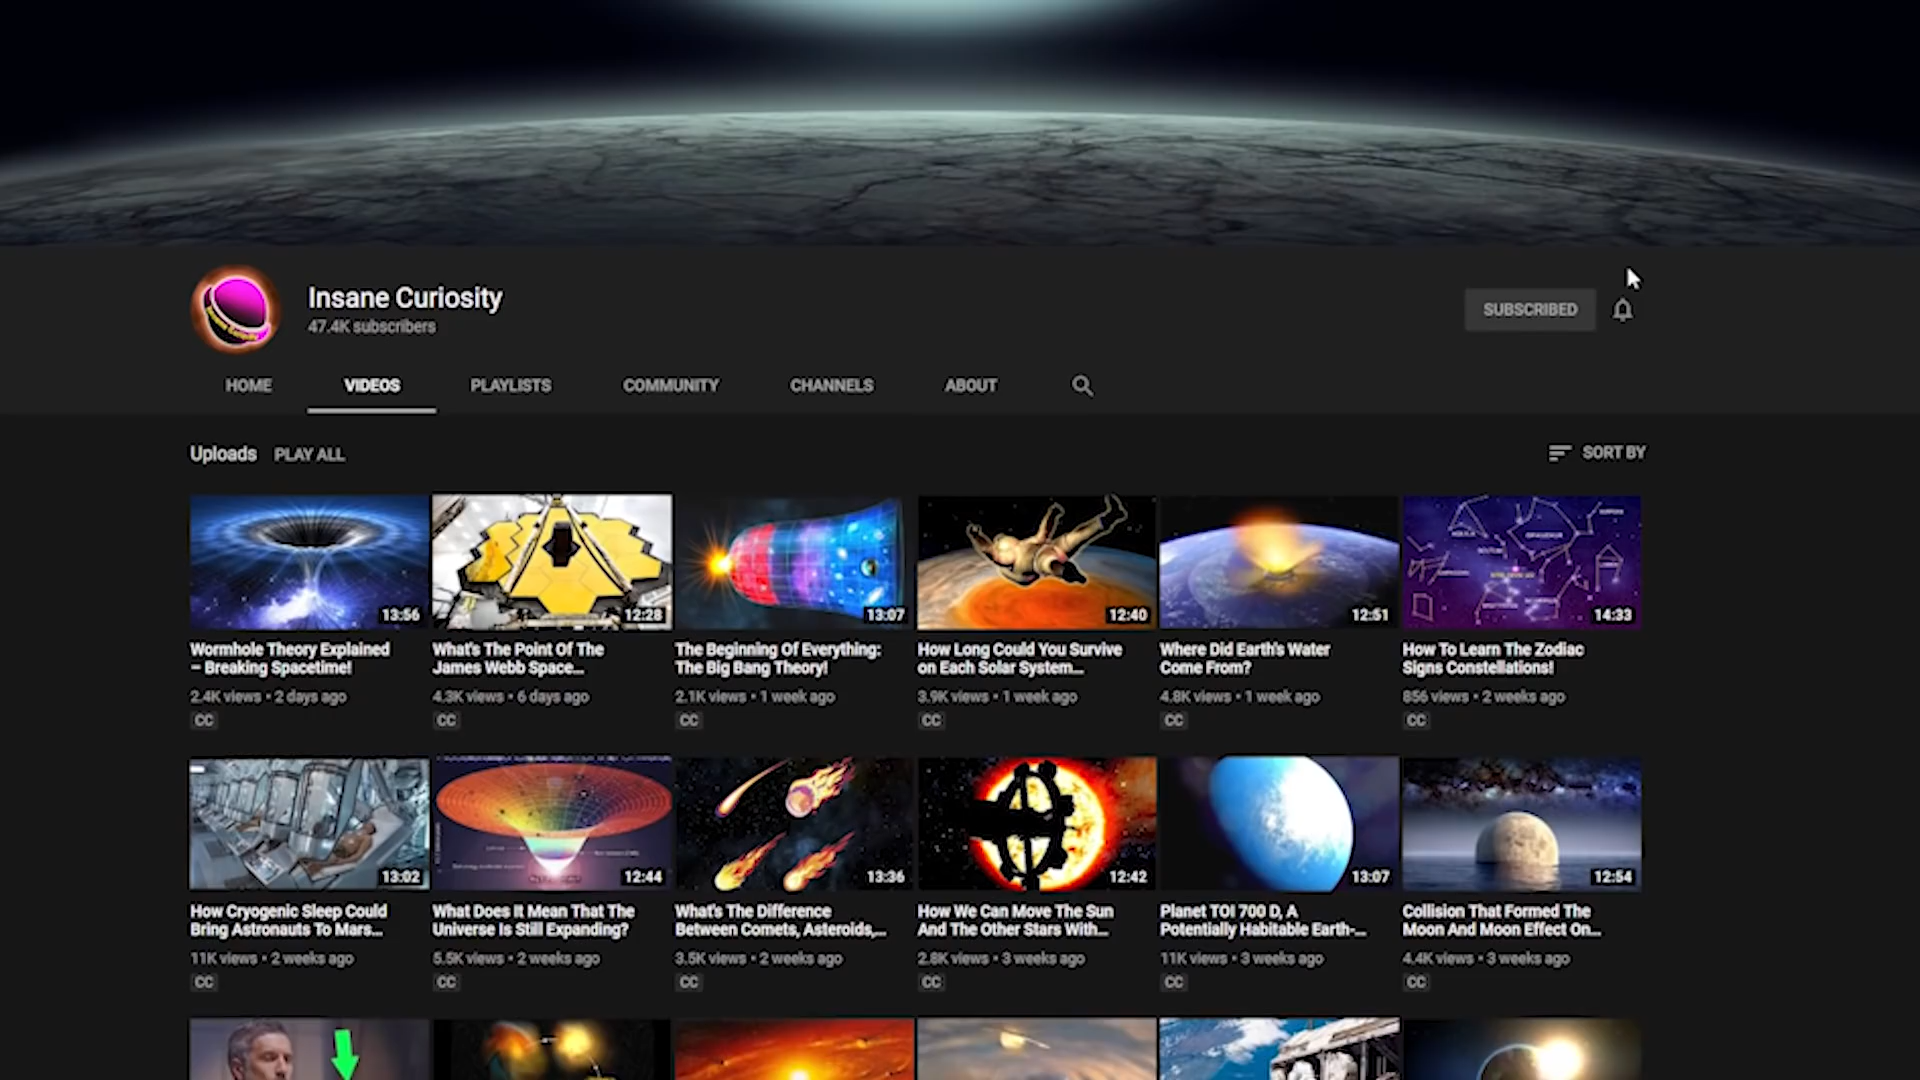 Insane Curiosity
47.4K subscribers
SUBSCRIBED
HOME
VIDEOS
PLAYLISTS
COMMUNITY
CHANNELS
ABOUT
Uploads
PLAY ALL
SORT BY
13:56
12:28
13:07
12:40
12:51
14:33
Wormhole Theory Explained
– Breaking Spacetime!
2.4K views • 2 days ago
CC
What's The Point Of The
James Webb Space...
4.3K views • 6 days ago
CC
The Beginning Of Everything:
The Big Bang Theory!
2.1K views • 1 week ago
CC
How Long Could You Survive
on Each Solar System...
3.9K views • 1 week ago
CC
Where Did Earth's Water
Come From?
4.8K views • 1 week ago
CC
How To Learn The Zodiac
Signs Constellations!
856 views • 2 weeks ago
CC
13:02
12:44
13:36
12:42
13:07
12:54
How Cryogenic Sleep Could
Bring Astronauts To Mars...
11K views • 2 weeks ago
CC
What Does It Mean That The
Universe Is Still Expanding?
5.5K views • 2 weeks ago
CC
What's The Difference
Between Comets, Asteroids,...
3.5K views • 2 weeks ago
CC
How We Can Move The Sun
And The Other Stars With...
2.8K views • 3 weeks ago
CC
Planet TOI 700 D, A
Potentially Habitable Earth-...
11K views • 3 weeks ago
CC
Collision That Formed The
Moon And Moon Effect On...
4.4K views • 3 weeks ago
CC